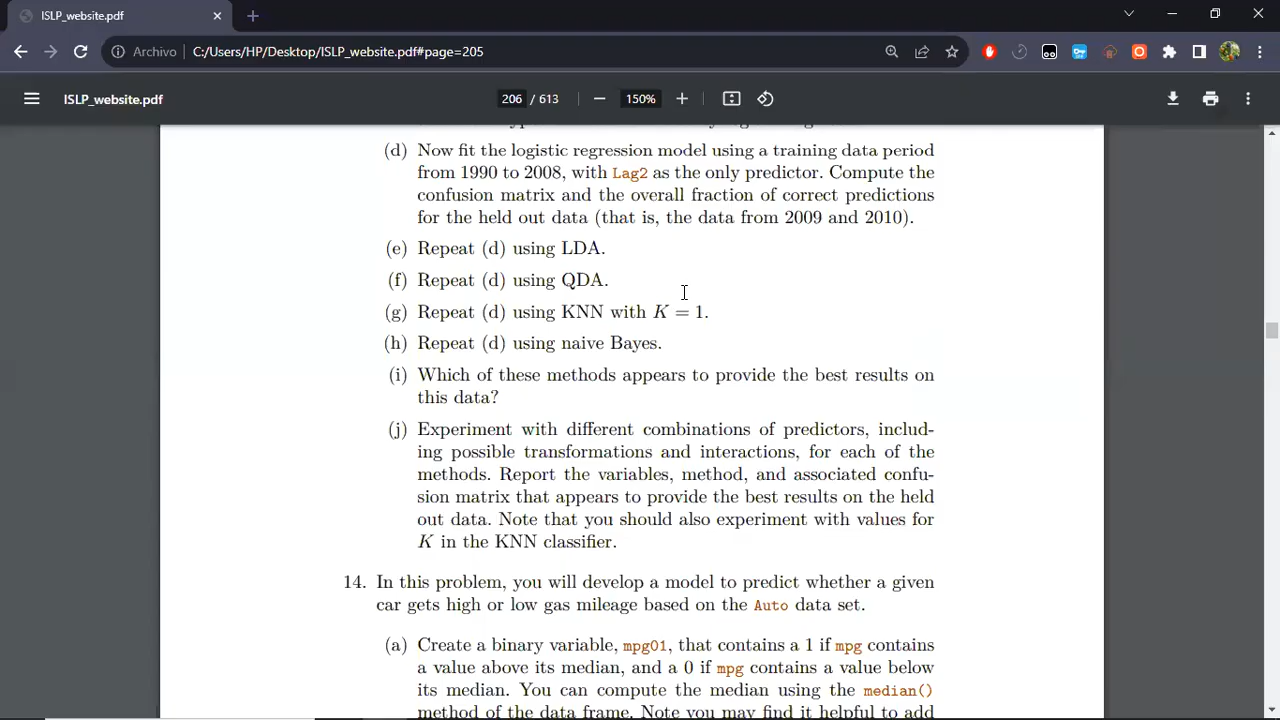 ISLP_website.pdf
Archivo
C:/Users/HP/Desktop/ISLP_website.pdf#page=205
ISLP_website.pdf
206 / 613
150%
(d) Now fit the logistic regression model using a training data period
from 1990 to 2008, with Lag2 as the only predictor. Compute the
confusion matrix and the overall fraction of correct predictions
for the held out data (that is, the data from 2009 and 2010).
(e) Repeat (d) using LDA.
(f) Repeat (d) using QDA.
(g) Repeat (d) using KNN with K = 1.
(h) Repeat (d) using naive Bayes.
(i) Which of these methods appears to provide the best results on
this data?
(j) Experiment with different combinations of predictors, includ-
ing possible transformations and interactions, for each of the
methods. Report the variables, method, and associated confu-
sion matrix that appears to provide the best results on the held
out data. Note that you should also experiment with values for
K in the KNN classifier.
14. In this problem, you will develop a model to predict whether a given
car gets high or low gas mileage based on the Auto data set.
(a) Create a binary variable, mpg01, that contains a 1 if mpg contains
a value above its median, and a 0 if mpg contains a value below
its median. You can compute the median using the median()
method of the data frame. Note you may find it helpful to add